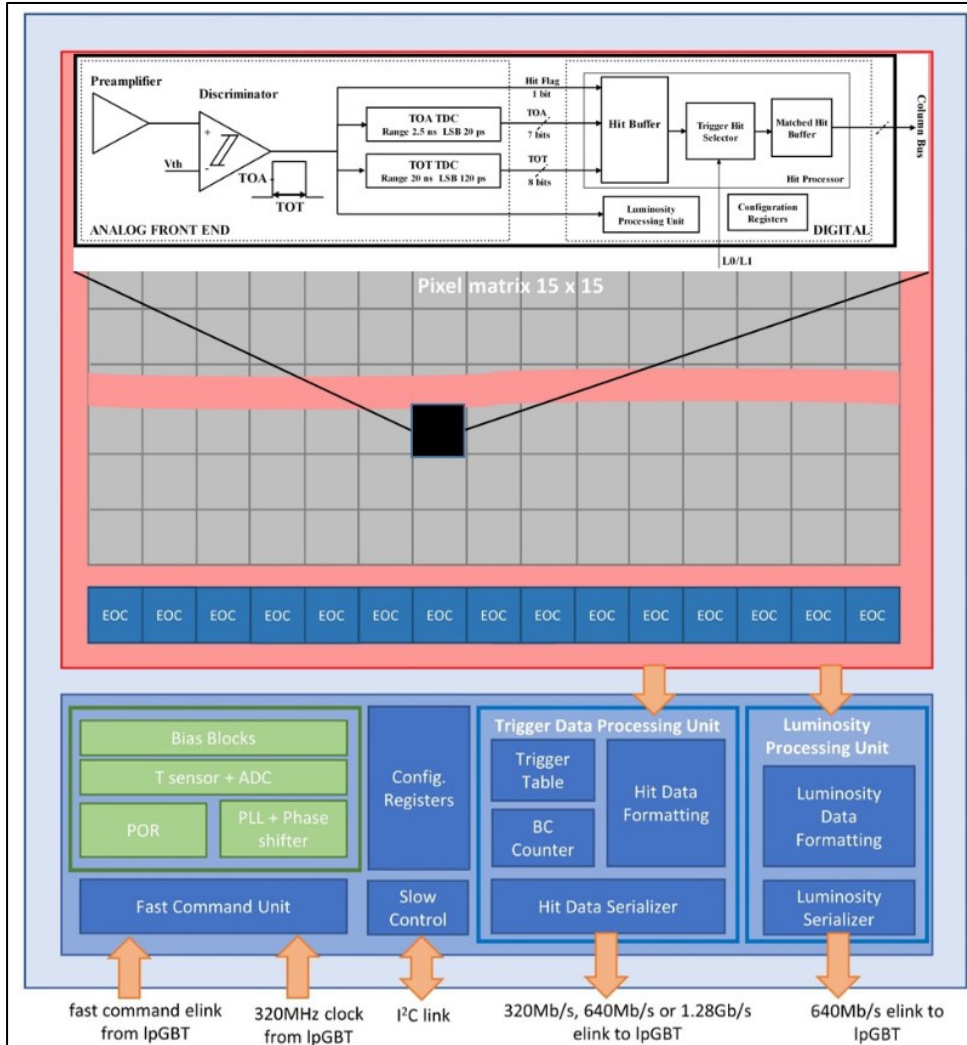 Preamplifier
Discriminator
+
-
Vth
TOA
TOT
Hit Flag
1 bit
TOA TDC
Range 2.5 ns LSB 20 ps
TOA
7 bits
TOT TDC
Range 20 ns LSB 120 ps
TOT
8 bits
Hit Buffer
Trigger Hit
Selector
Matched Hit
Buffer
Hit Processor
Luminosity
Processing Unit
Configuration
Registers
ANALOG FRONT END
DIGITAL
L0/L1
Column Bus
Pixel matrix 15 x 15
EOC EOC EOC EOC EOC EOC EOC EOC EOC EOC EOC EOC EOC EOC EOC
Bias Blocks
T sensor + ADC
POR
PLL + Phase
shifter
Fast Command Unit
Config.
Registers
Slow
Control
Trigger Data Processing Unit
Trigger
Table
BC
Counter
Hit Data
Formatting
Hit Data Serializer
Luminosity
Processing Unit
Luminosity
Data
Formatting
Luminosity
Serializer
fast command elink
from lpGBT
320MHz clock
from lpGBT
I²C link
320Mb/s, 640Mb/s or 1.28Gb/s
elink to lpGBT
640Mb/s elink to
lpGBT